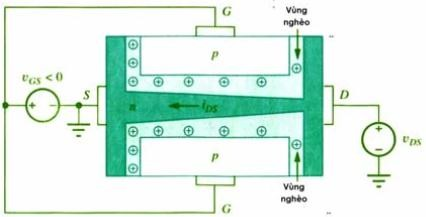 G
Vùng
nghèo
p
v_GS < 0
S
n
i_DS
D
v_DS
p
Vùng
nghèo
G